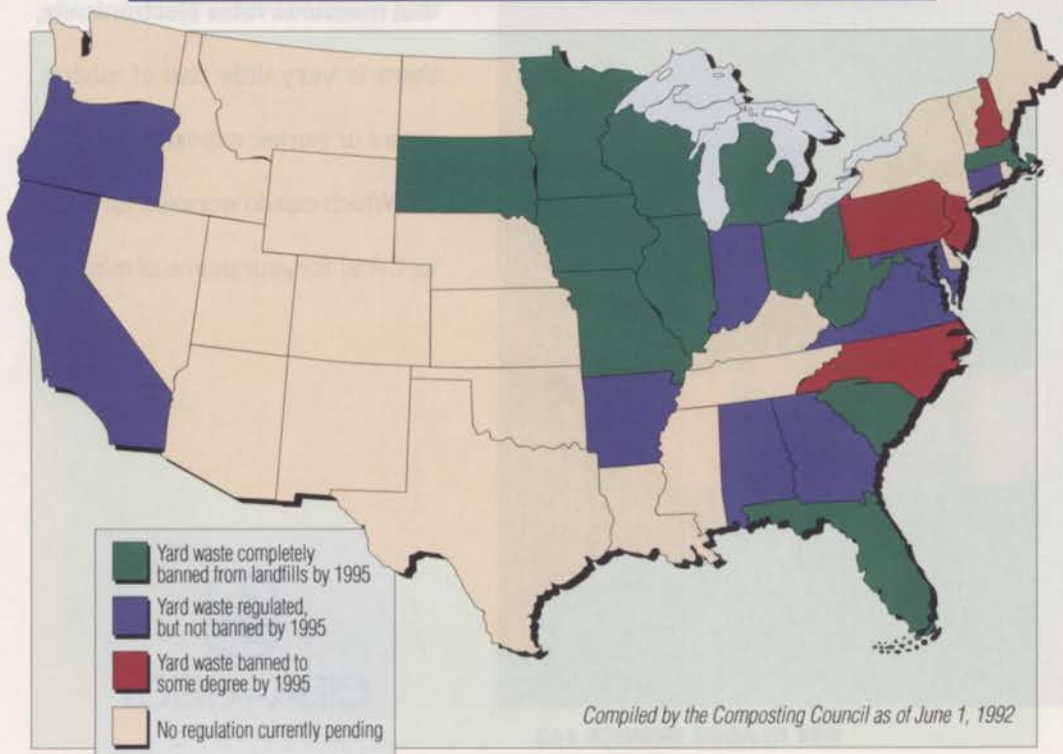 Yard waste completely
banned from landfills by 1995
Yard waste regulated,
but not banned by 1995
Yard waste banned to
some degree by 1995
No regulation currently pending
Compiled by the Composting Council as of June 1, 1992